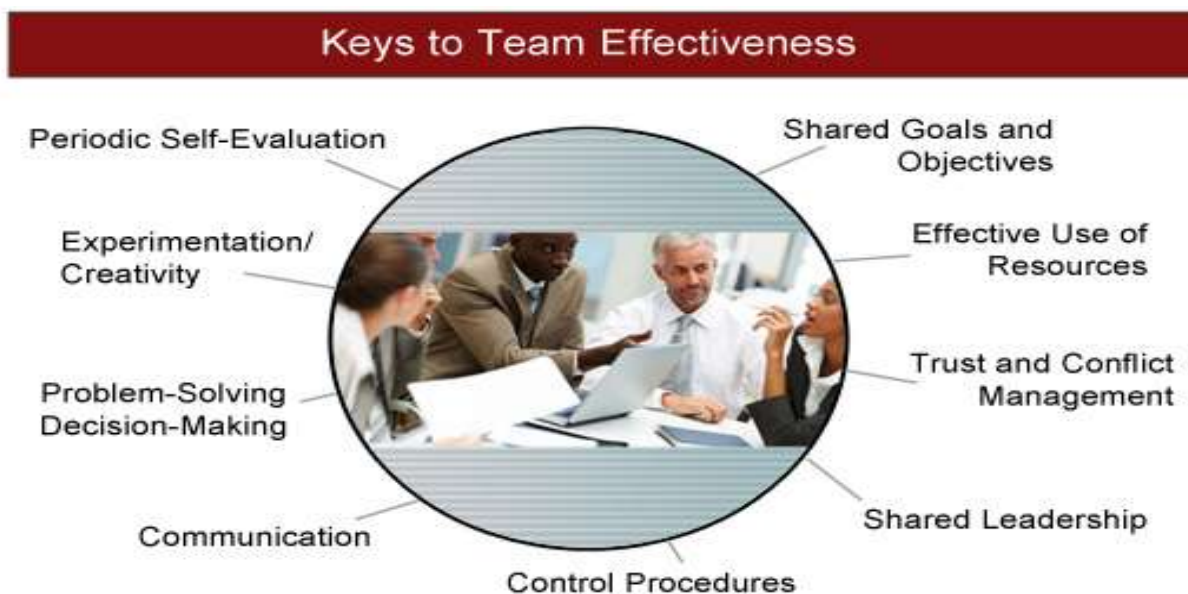 Keys to Team Effectiveness
Periodic Self-Evaluation
Shared Goals and
Objectives
Experimentation/
Creativity
Effective Use of
Resources
Problem-Solving
Decision-Making
Trust and Conflict
Management
Communication
Shared Leadership
Control Procedures